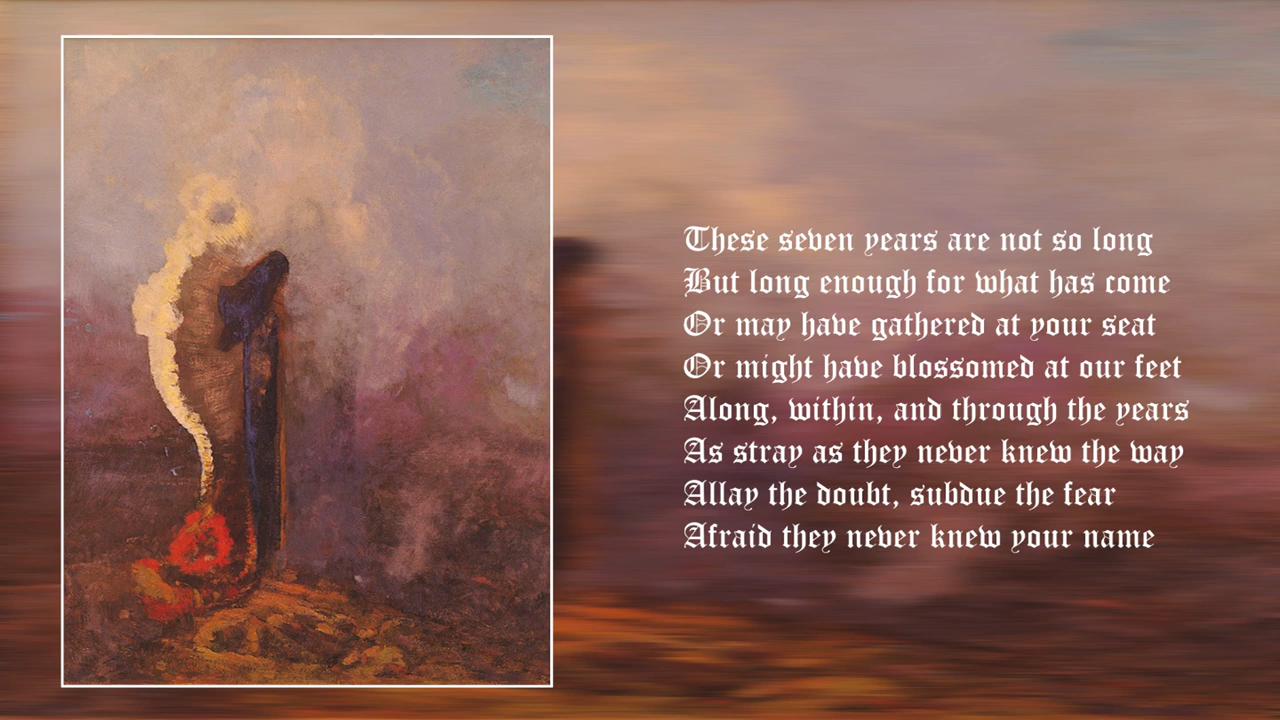 These seven years are not so long
But long enough for what has come
Or may have gathered at your seat
Or might have blossomed at our feet
Along, within, and through the years
As stray as they never knew the way
Allay the doubt, subdue the fear
Afraid they never knew your name